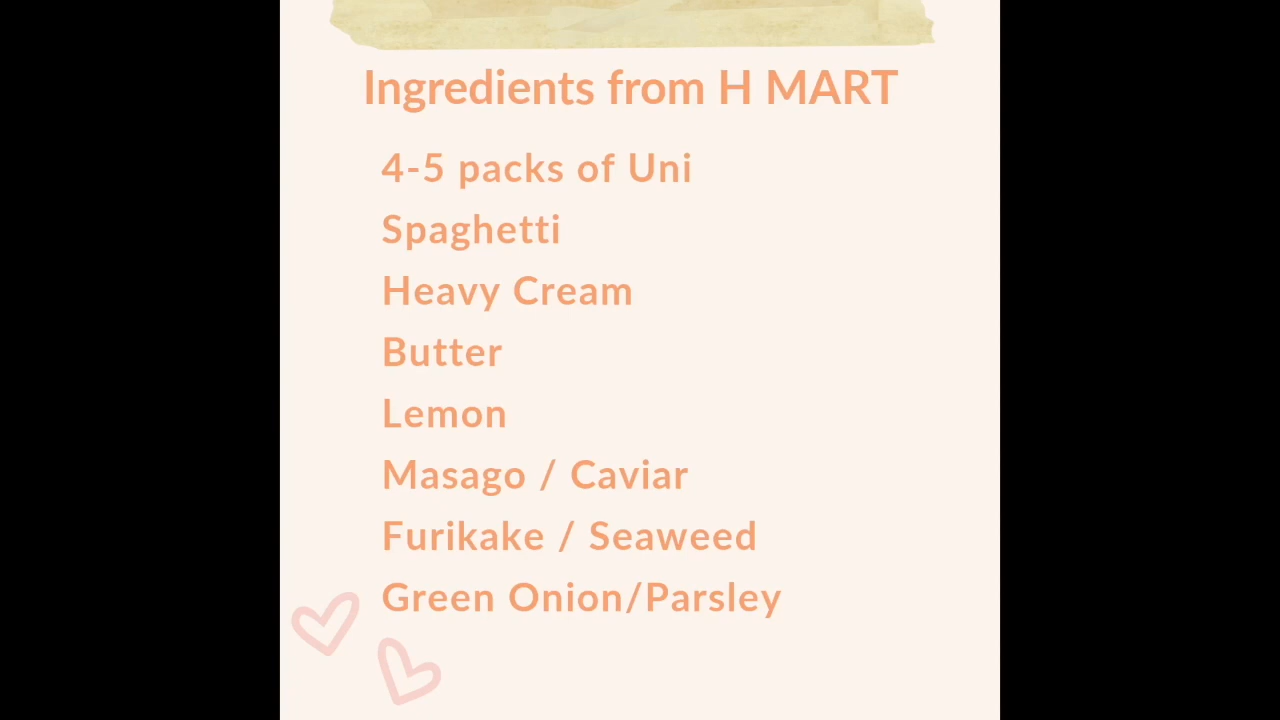 Ingredients from H MART
4-5 packs of Uni
Spaghetti
Heavy Cream
Butter
Lemon
Masago / Caviar
Furikake / Seaweed
Green Onion/Parsley